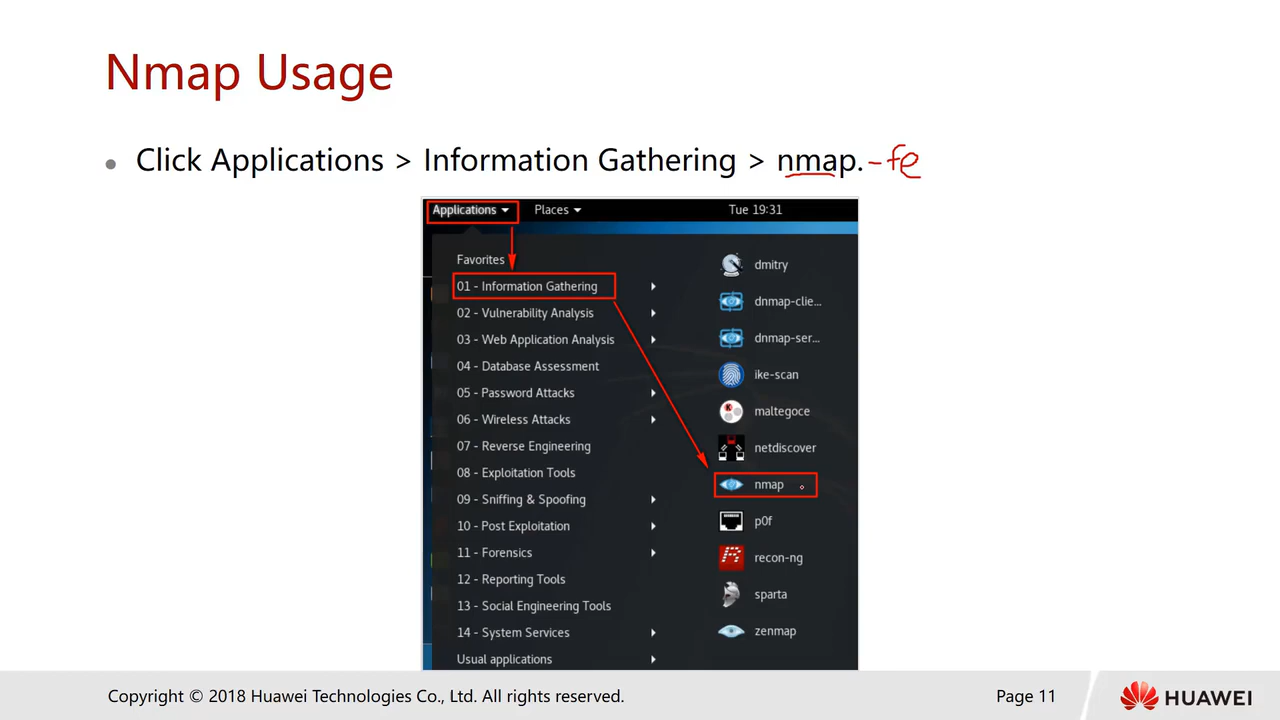 Nmap Usage
• Click Applications > Information Gathering > nmap. -fe
Applications Places Tue 19:31
Favorites
01 - Information Gathering
02 - Vulnerability Analysis
03 - Web Application Analysis
04 - Database Assessment
05 - Password Attacks
06 - Wireless Attacks
07 - Reverse Engineering
08 - Exploitation Tools
09 - Sniffing & Spoofing
10 - Post Exploitation
11 - Forensics
12 - Reporting Tools
13 - Social Engineering Tools
14 - System Services
Usual applications
dmitry
dnmap-clie...
dnmap-ser...
ike-scan
maltegoce
netdiscover
nmap
p0f
recon-ng
sparta
zenmap
Copyright © 2018 Huawei Technologies Co., Ltd. All rights reserved.
Page 11
HUAWEI